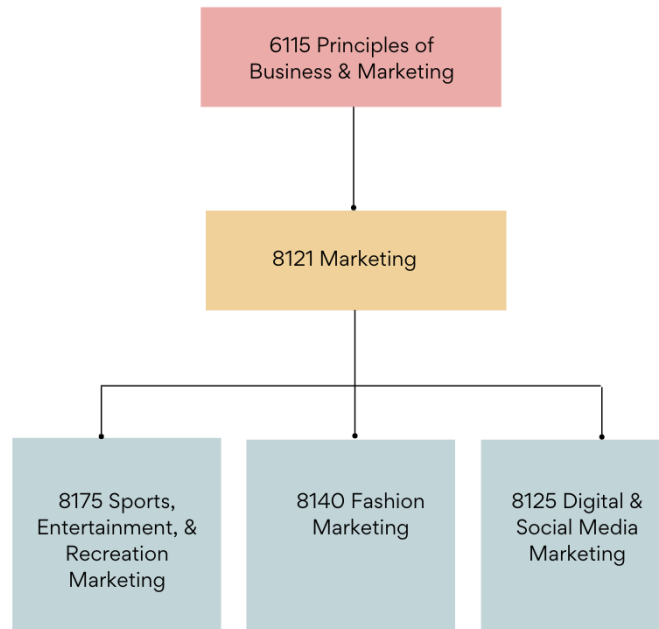 6115 Principles of
Business & Marketing
8121 Marketing
8175 Sports,
Entertainment, &
Recreation
Marketing
8140 Fashion
Marketing
8125 Digital &
Social Media
Marketing